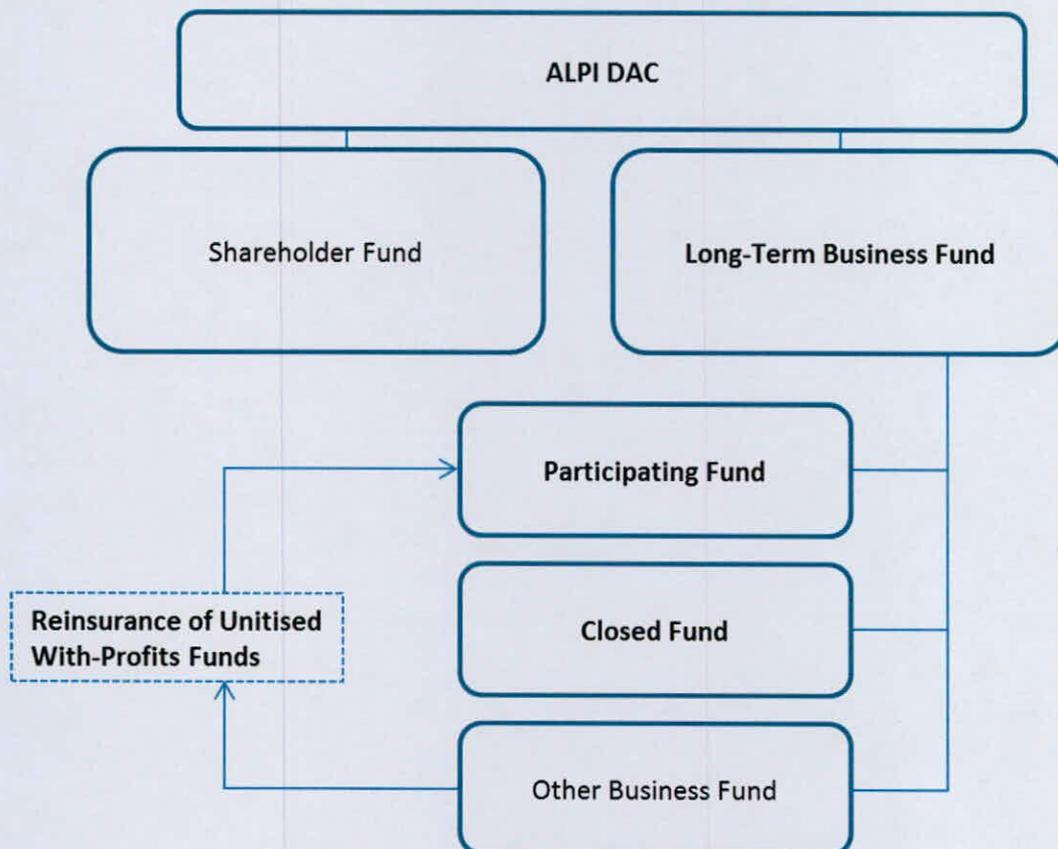 ALPI DAC
Shareholder Fund
Long-Term Business Fund
Participating Fund
Reinsurance of Unitised
With-Profits Funds
Closed Fund
Other Business Fund